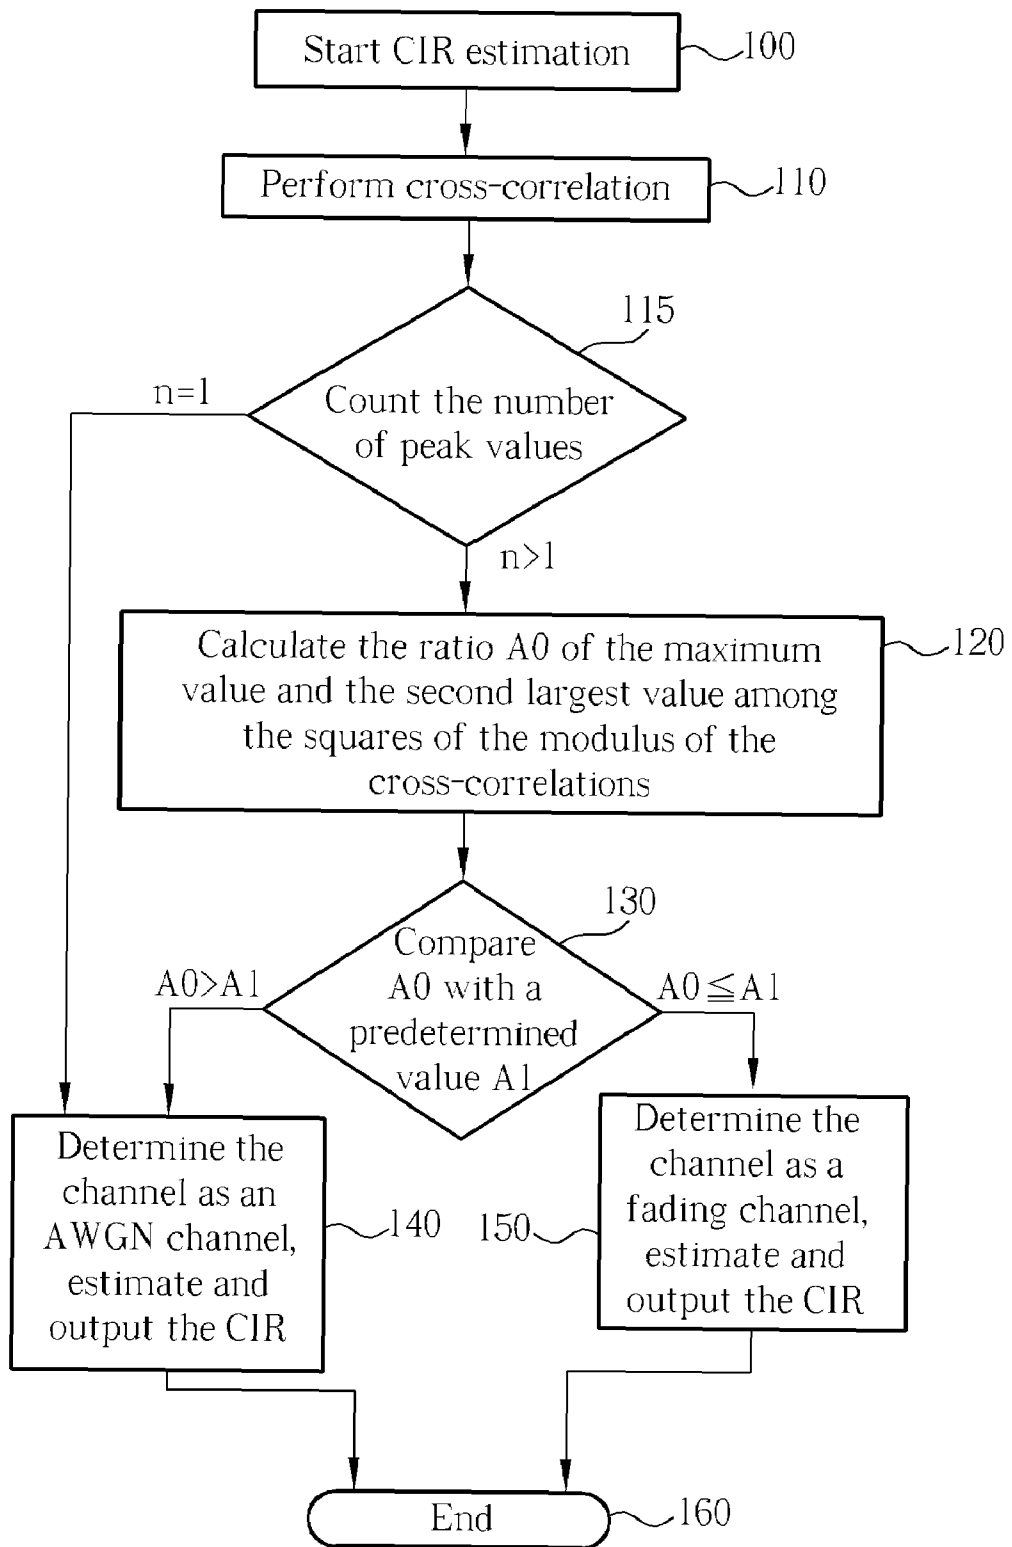 Start CIR estimation
100
Perform cross-correlation
110
115
Count the number
of peak values
n=1
n>1
Calculate the ratio A0 of the maximum
value and the second largest value among
the squares of the modulus of the
cross-correlations
120
130
Compare
A0 with a
predetermined
value A1
A0>A1
A0≦A1
Determine the
channel as an
AWGN channel,
estimate and
output the CIR
140
150
Determine the
channel as a
fading channel,
estimate and
output the CIR
End
160